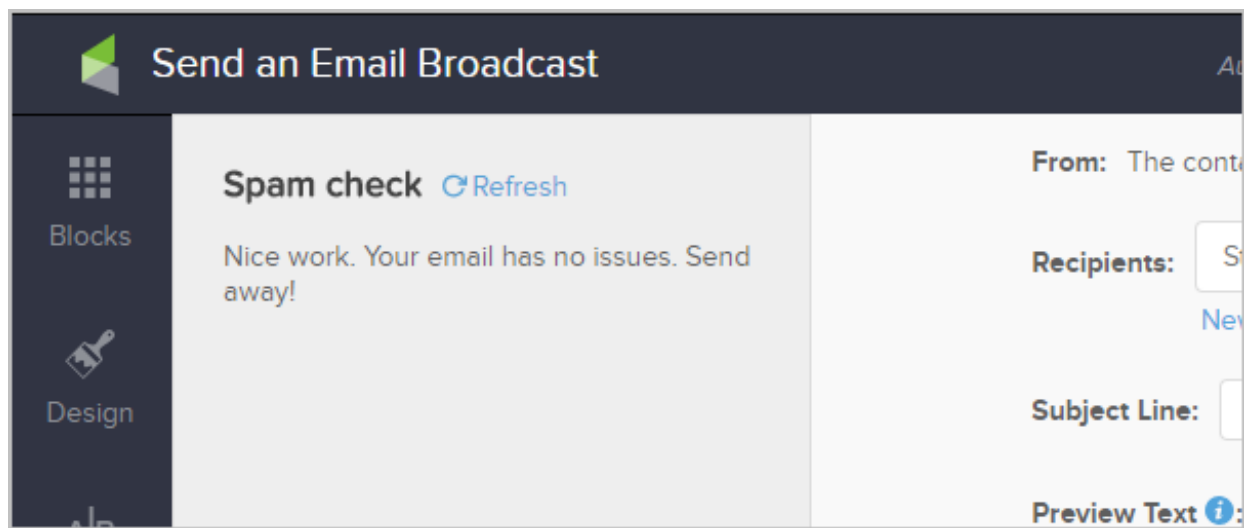 Send an Email Broadcast
Blocks
Design
Spam check Refresh
Nice work. Your email has no issues. Send
away!
From: The
Recipients:
Subject Line:
Preview Text i: